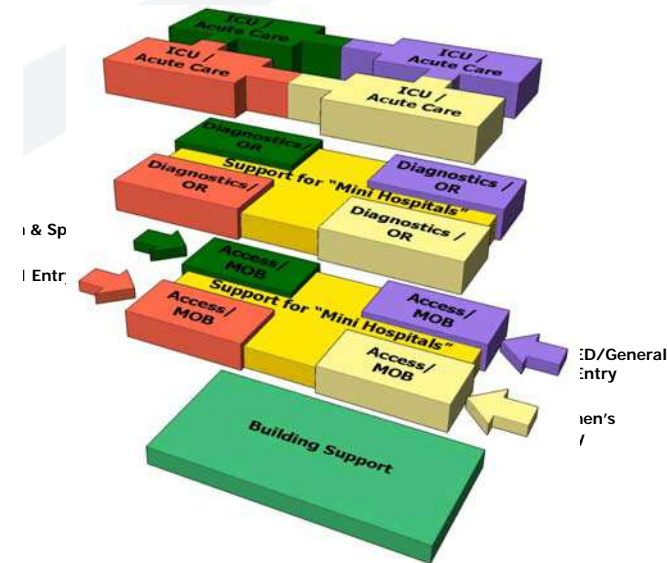 ICU /
Acute Care
ICU /
Acute Care
ICU /
Acute Care
ICU /
Acute Care
Diagnostics/
OR
Support for "Mini Hospitals"
Diagnostics /
OR
Diagnostics/
OR
Diagnostics /
OR
& Sp
Access/
MOB
Entry
Support for "Mini Hospitals"
Access/
MOB
Access/
MOB
Access/
MOB
ED/General
Entry
men's
Building Support